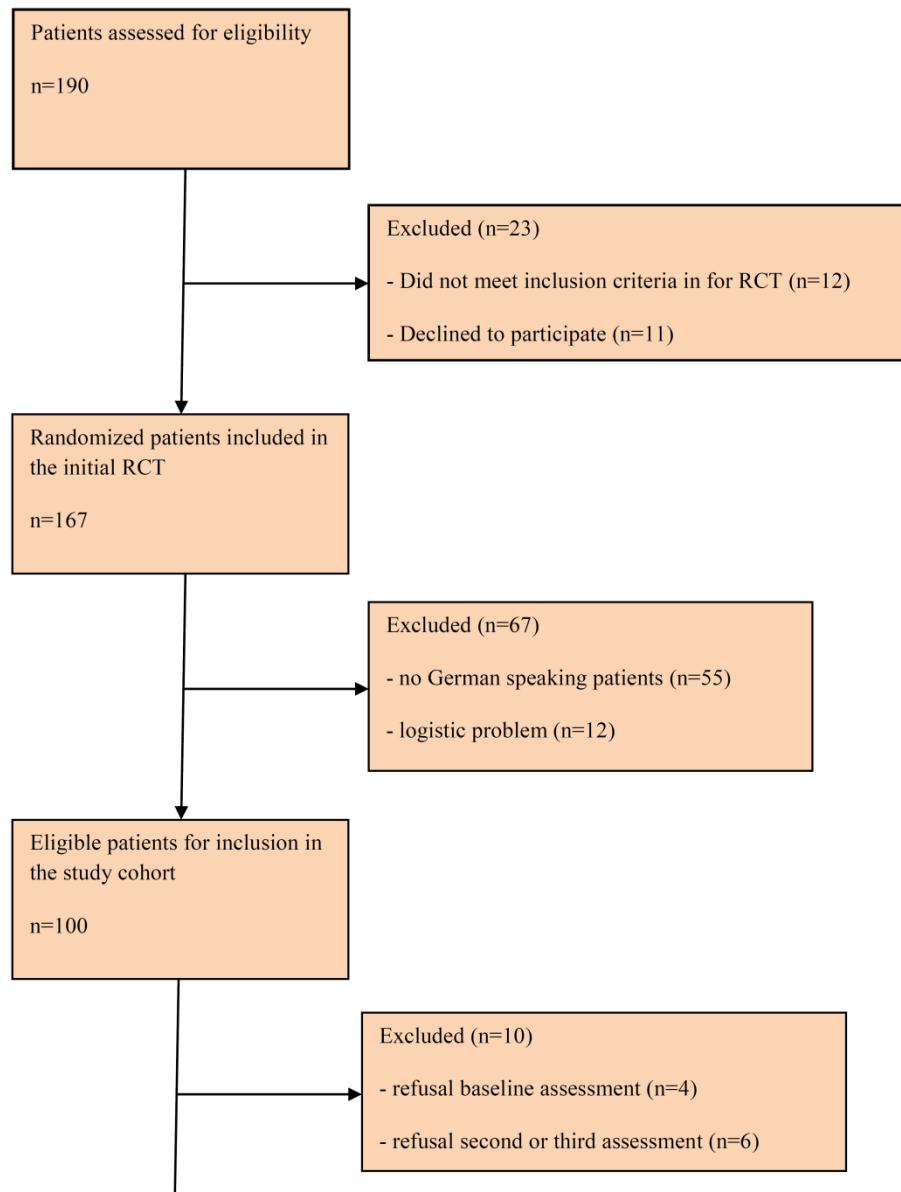 Patients assessed for eligibility
n=190
Excluded (n=23)
- Did not meet inclusion criteria in for RCT (n=12)
- Declined to participate (n=11)
Randomized patients included in
the initial RCT
n=167
Excluded (n=67)
- no German speaking patients (n=55)
- logistic problem (n=12)
Eligible patients for inclusion in
the study cohort
n=100
Excluded (n=10)
- refusal baseline assessment (n=4)
- refusal second or third assessment (n=6)